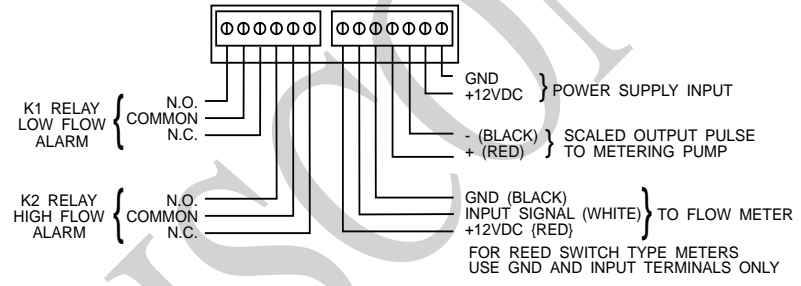 K1 RELAY
LOW FLOW
ALARM
N.O.
COMMON
N.C.
K2 RELAY
HIGH FLOW
ALARM
N.O.
COMMON
N.C.
GND
+12VDC
POWER SUPPLY INPUT
- (BLACK)
+ (RED)
SCALED OUTPUT PULSE
TO METERING PUMP
GND (BLACK)
INPUT SIGNAL (WHITE)
+12VDC {RED}
TO FLOW METER
FOR REED SWITCH TYPE METERS
USE GND AND INPUT TERMINALS ONLY